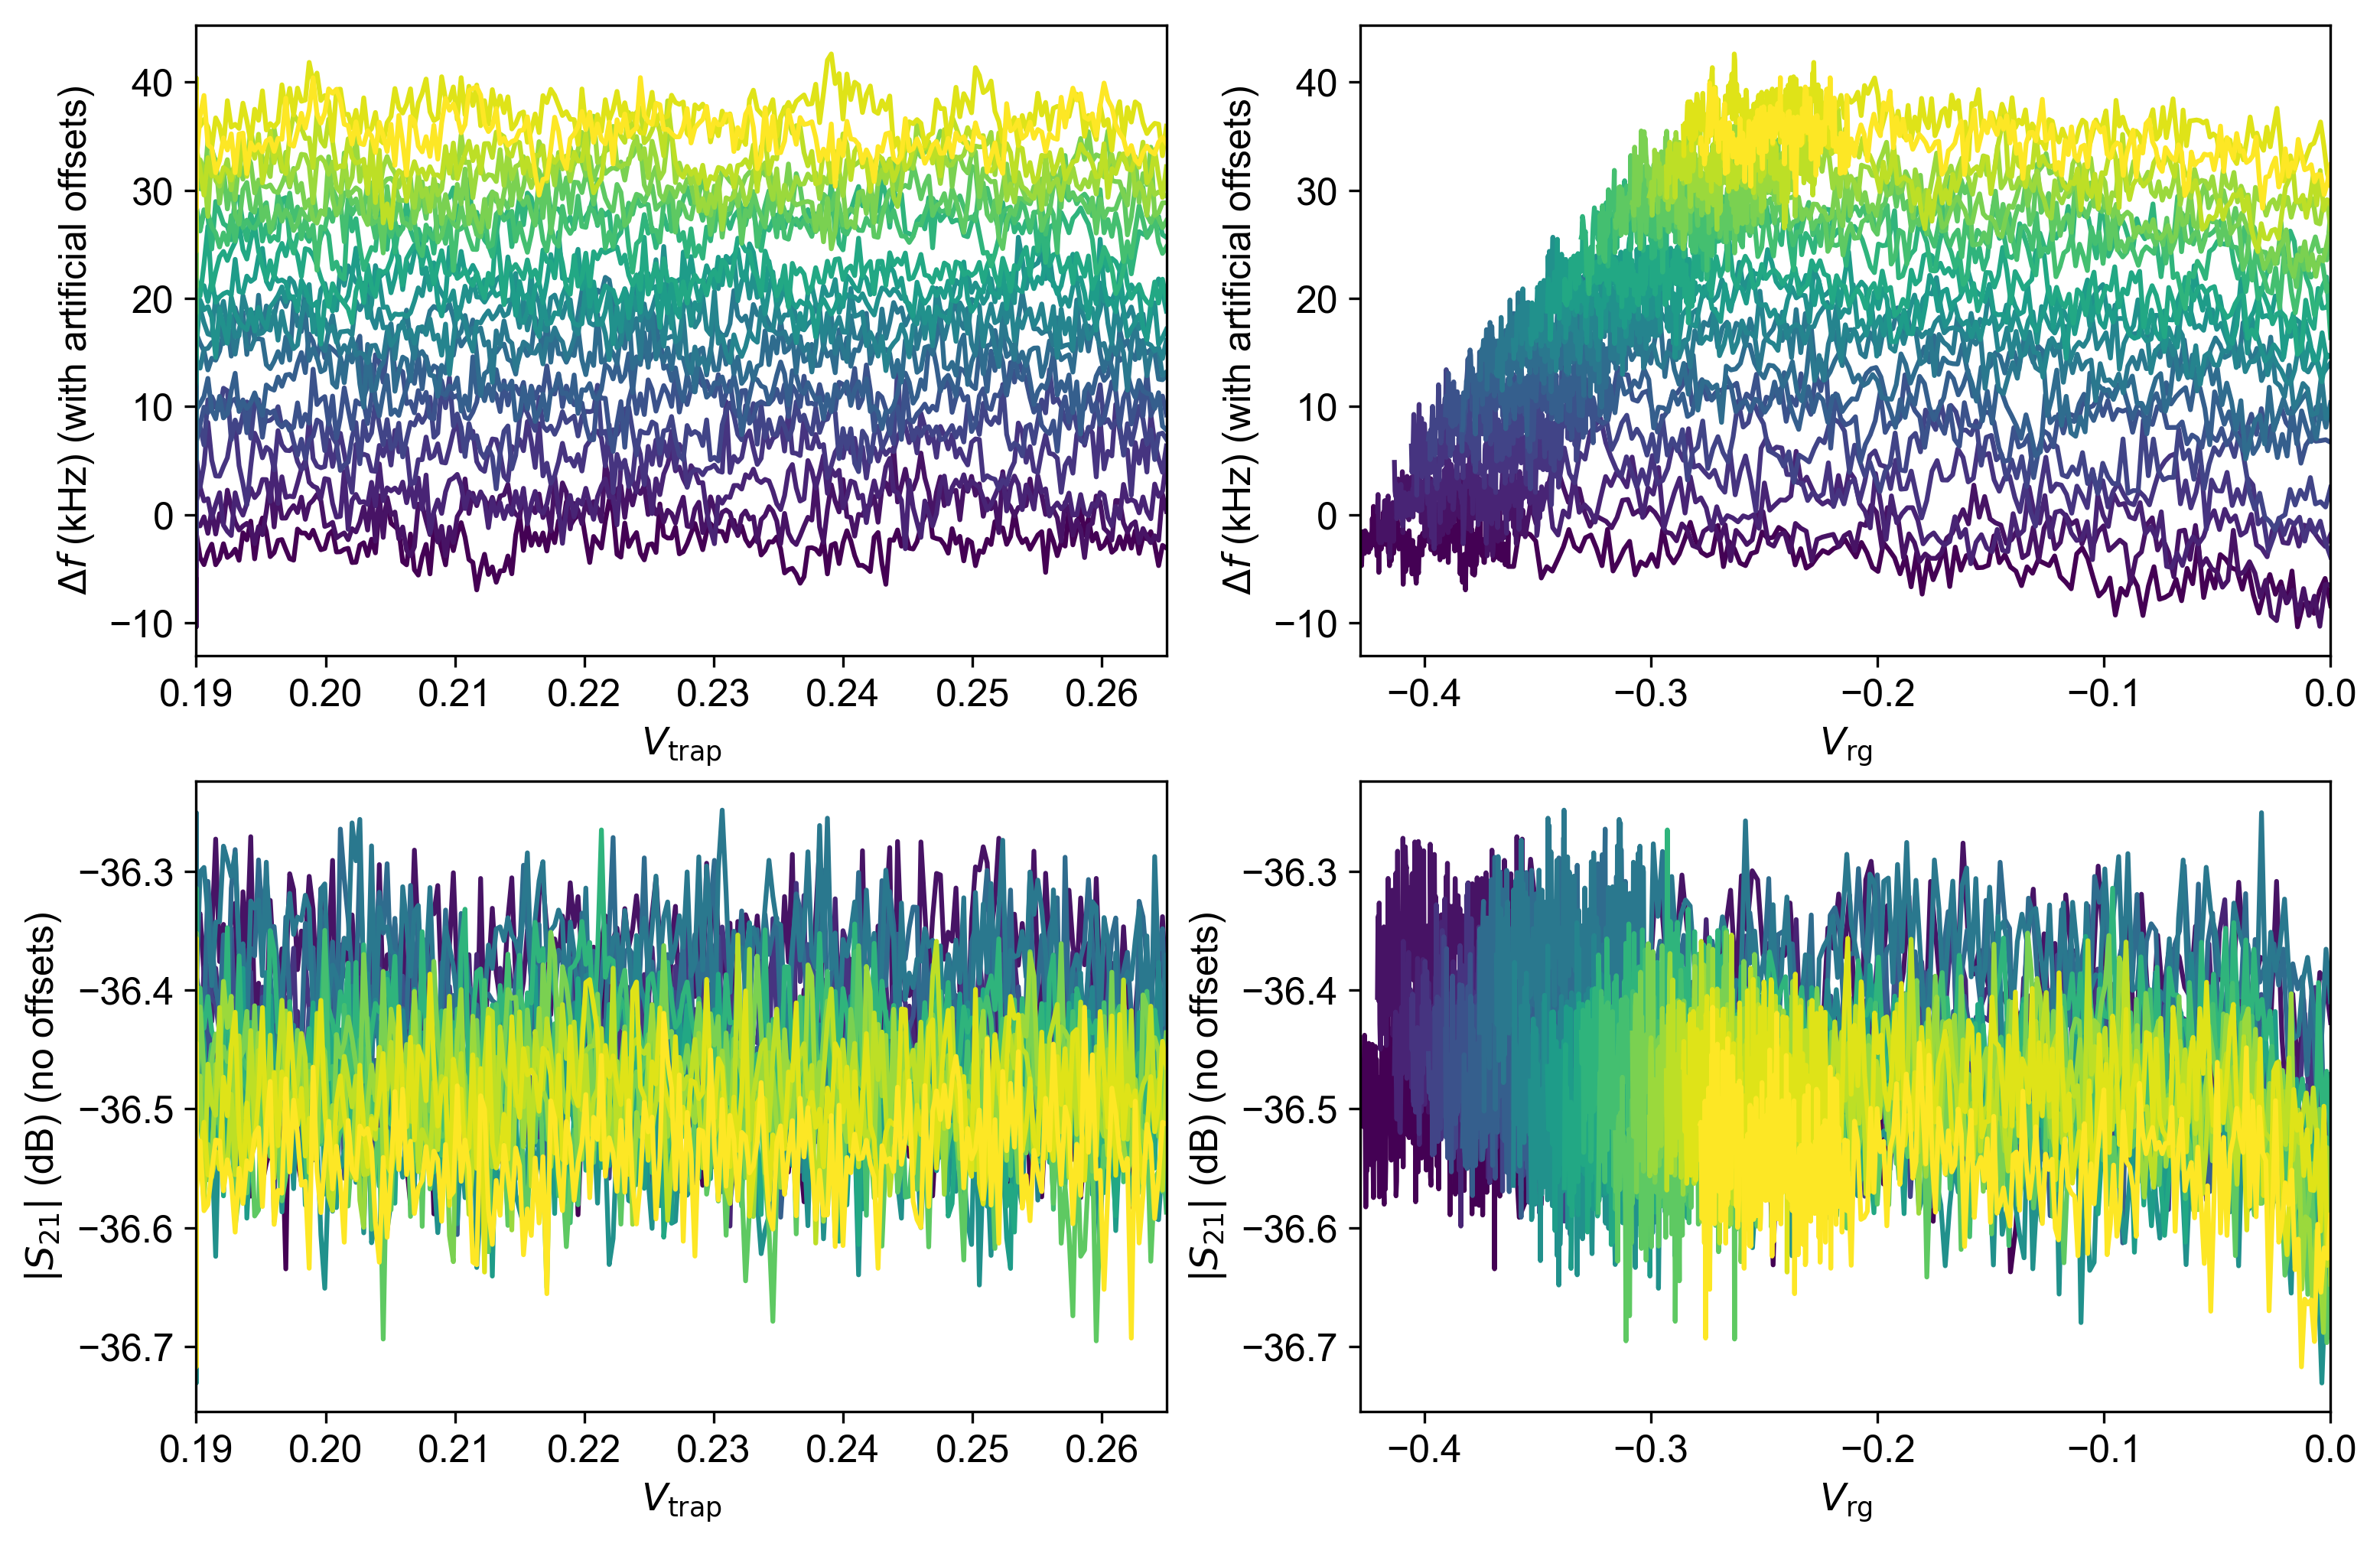 Δf (kHz) (with artificial offsets)
40
30
20
10
0
−10
0.19 0.20 0.21 0.22 0.23 0.24 0.25 0.26
V_trap
Δf (kHz) (with artificial offsets)
40
30
20
10
0
−10
−0.4 −0.3 −0.2 −0.1 0.0
V_rg
|S_21| (dB) (no offsets)
−36.3
−36.4
−36.5
−36.6
−36.7
0.19 0.20 0.21 0.22 0.23 0.24 0.25 0.26
V_trap
|S_21| (dB) (no offsets)
−36.3
−36.4
−36.5
−36.6
−36.7
−0.4 −0.3 −0.2 −0.1 0.0
V_rg